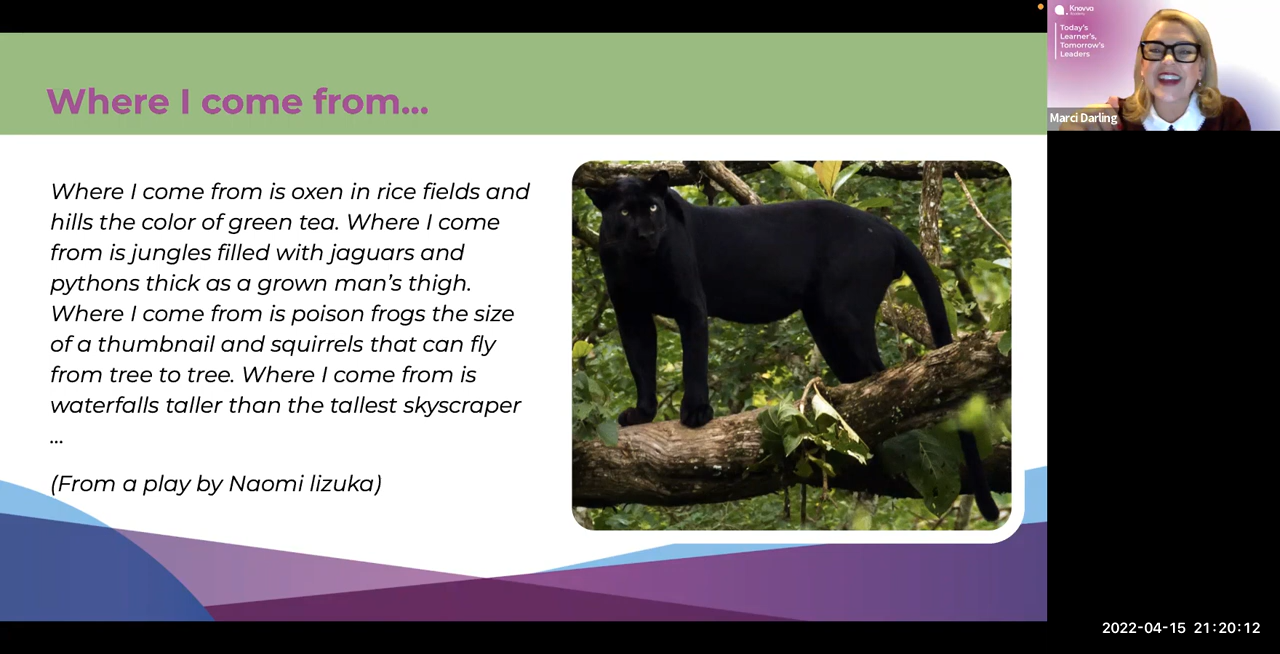 Where I come from...
Where I come from is oxen in rice fields and
hills the color of green tea. Where I come
from is jungles filled with jaguars and
pythons thick as a grown man’s thigh.
Where I come from is poison frogs the size
of a thumbnail and squirrels that can fly
from tree to tree. Where I come from is
waterfalls taller than the tallest skyscraper
...
(From a play by Naomi Iizuka)
Knovva
Academy
Today's
Learner's,
Tomorrow's
Leaders
Marci Darling
2022-04-15 21:20:12